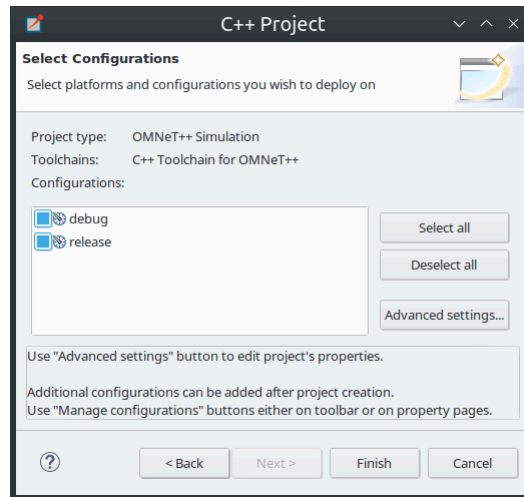 C++ Project
Select Configurations
Select platforms and configurations you wish to deploy on
Project type: OMNeT++ Simulation
Toolchains: C++ Toolchain for OMNeT++
Configurations:
debug
release
Select all
Deselect all
Advanced settings...
Use "Advanced settings" button to edit project's properties.
Additional configurations can be added after project creation.
Use "Manage configurations" buttons either on toolbar or on property pages.
?
< Back
Next >
Finish
Cancel